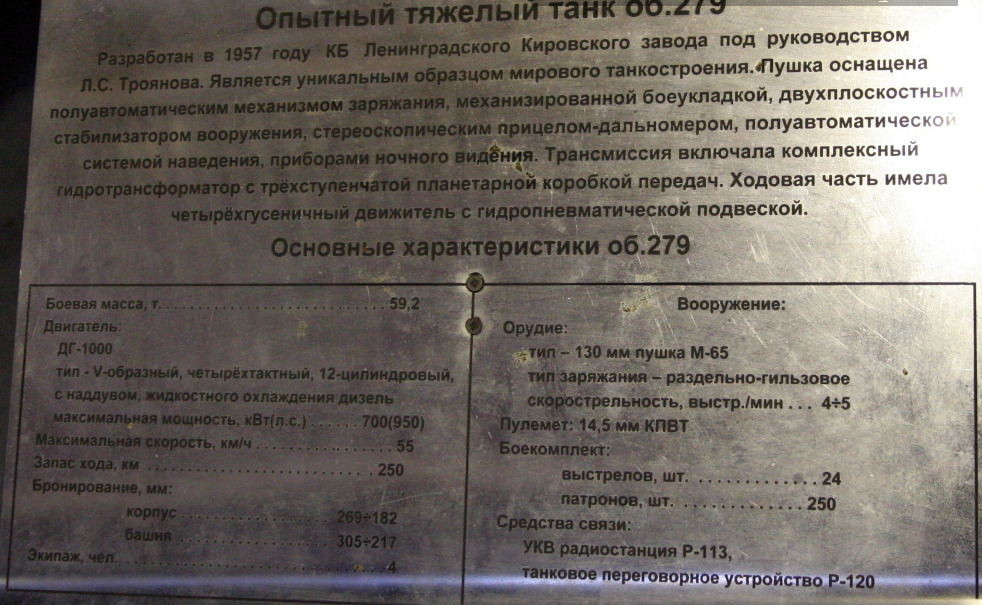 Опытный тяжелый танк об.279
Разработан в 1957 году КБ Ленинградского Кировского завода под руководством
Л.С. Троянова. Является уникальным образцом мирового танкостроения. Пушка оснащена
полуавтоматическим механизмом заряжания, механизированной боеукладкой, двухплоскостным
стабилизатором вооружения, стереоскопическим прицелом-дальномером, полуавтоматической
системой наведения, приборами ночного видения. Трансмиссия включала комплексный
гидротрансформатор с трёхступенчатой планетарной коробкой передач. Ходовая часть имела
четырёхгусеничный движитель с гидропневматической подвеской.
Основные характеристики об.279
Боевая масса, т. . . . . . . . . . . . . . . . . . . . . . . . 59,2
Двигатель:
ДГ-1000
тип - V-образный, четырёхтактный, 12-цилиндровый,
с наддувом, жидкостного охлаждения дизель
максимальная мощность, кВт(л.с.) . . . . . . 700(950)
Максимальная скорость, км/ч . . . . . . . . . . . . . . 55
Запас хода, км . . . . . . . . . . . . . . . . . . . . . . . . 250
Бронирование, мм:
корпус . . . . . . . . . . . . . . . . 269÷182
башня . . . . . . . . . . . . . . . . 305÷217
Экипаж, чел. . . . . . . . . . . . . . . . . . . . . . . . . . 4
Вооружение:
Орудие:
тип – 130 мм пушка М-65
тип заряжания – раздельно-гильзовое
скорострельность, выстр./мин . . . 4÷5
Пулемет: 14,5 мм КПВТ
Боекомплект:
выстрелов, шт. . . . . . . . . . . . . 24
патронов, шт. . . . . . . . . . . . . 250
Средства связи:
УКВ радиостанция Р-113,
танковое переговорное устройство Р-120